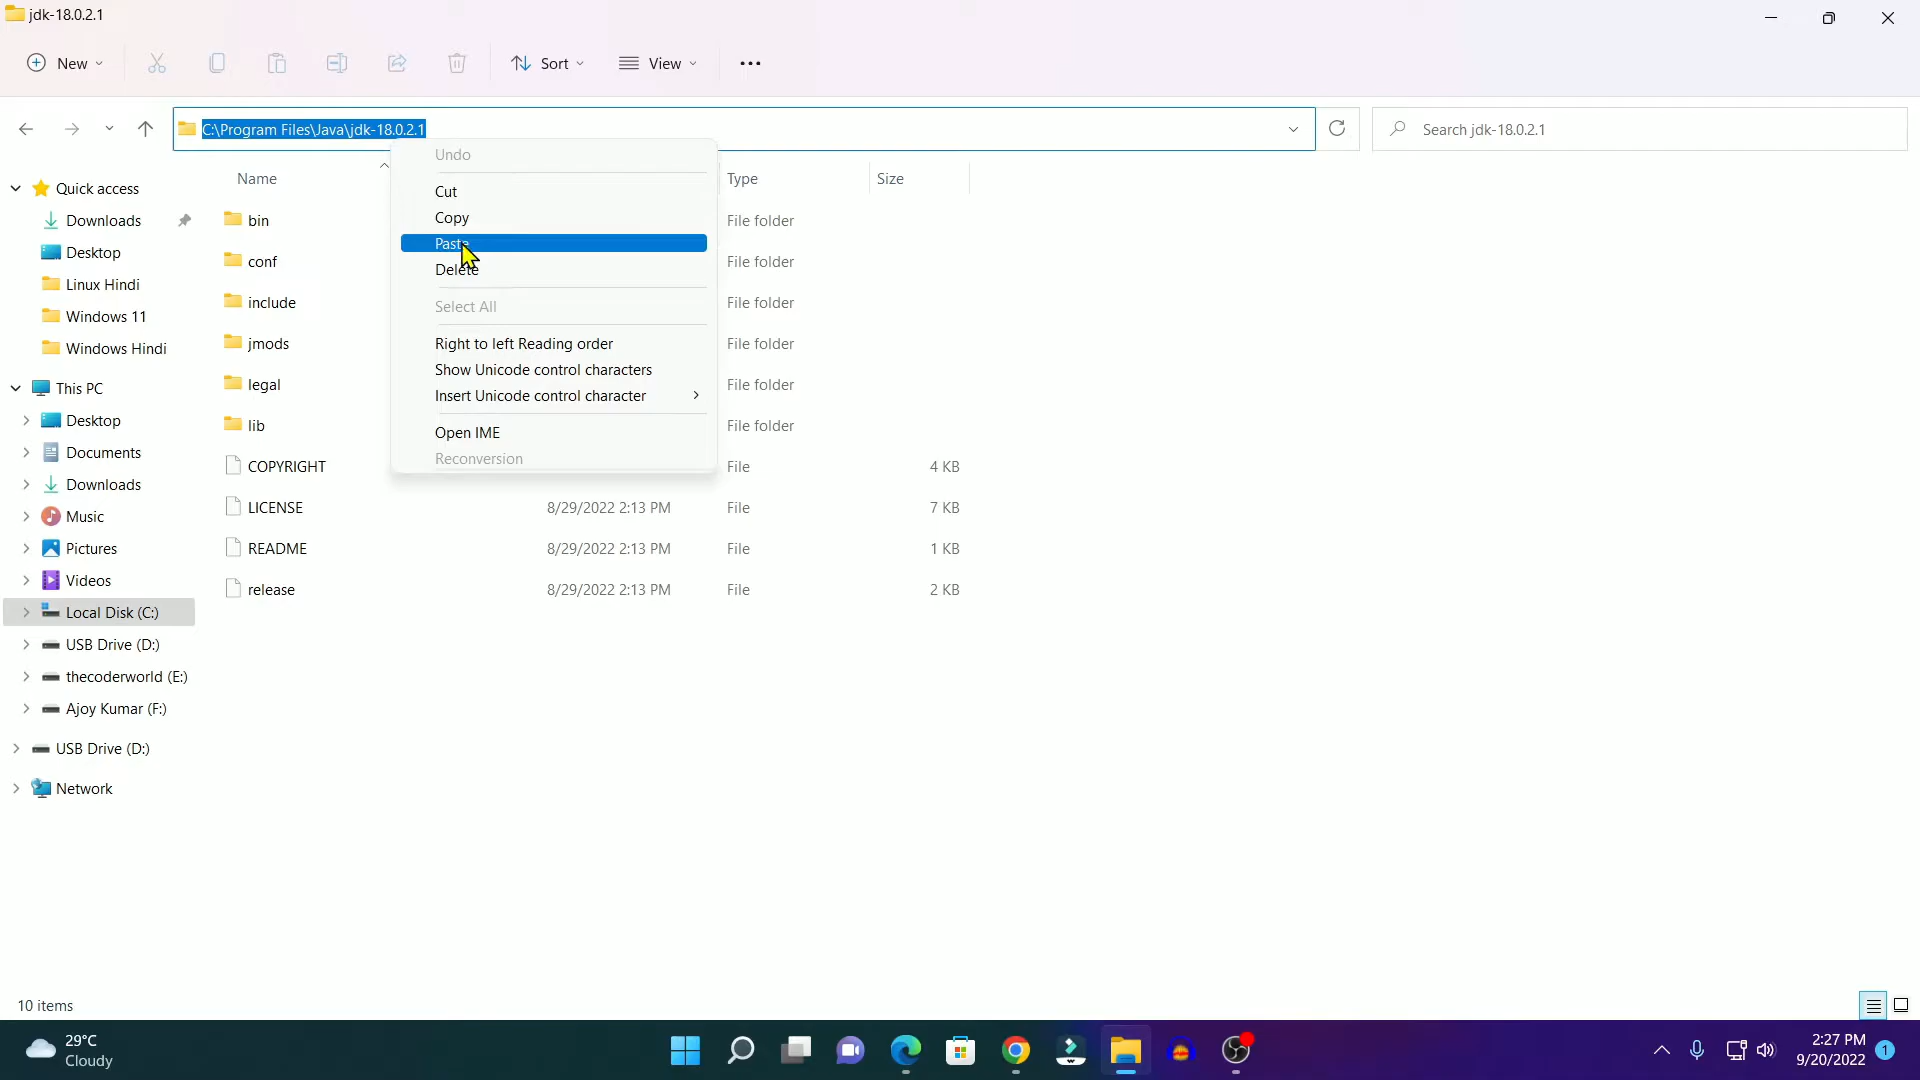 jdk-18.0.2.1
New
Sort
View
C:\Program Files\Java\jdk-18.0.2.1
Search jdk-18.0.2.1
Undo
Cut
Copy
Paste
Delete
Select All
Right to left Reading order
Show Unicode control characters
Insert Unicode control character
Open IME
Reconversion
Name Type Size
bin File folder
conf File folder
include File folder
jmods File folder
legal File folder
lib File folder
COPYRIGHT File 4 KB
LICENSE 8/29/2022 2:13 PM File 7 KB
README 8/29/2022 2:13 PM File 1 KB
release 8/29/2022 2:13 PM File 2 KB
Quick access
Downloads
Desktop
Linux Hindi
Windows 11
Windows Hindi
This PC
Desktop
Documents
Downloads
Music
Pictures
Videos
Local Disk (C:)
USB Drive (D:)
thecoderworld (E:)
Ajoy Kumar (F:)
USB Drive (D:)
Network
10 items
29°C
Cloudy
2:27 PM
9/20/2022
1